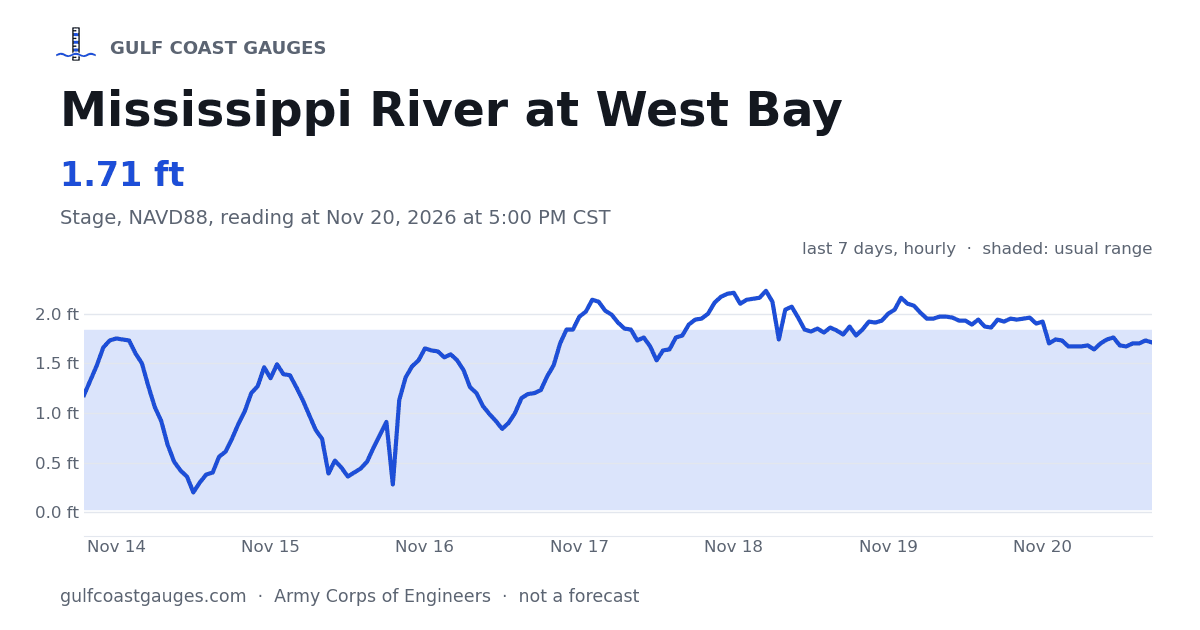 GULF COAST GAUGES
Mississippi River at West Bay
1.71 ft
Stage, NAVD88, reading at Nov 20, 2026 at 5:00 PM CST
last 7 days, hourly · shaded: usual range
2.0 ft
1.5 ft
1.0 ft
0.5 ft
0.0 ft
Nov 14 Nov 15 Nov 16 Nov 17 Nov 18 Nov 19 Nov 20
gulfcoastgauges.com · Army Corps of Engineers · not a forecast